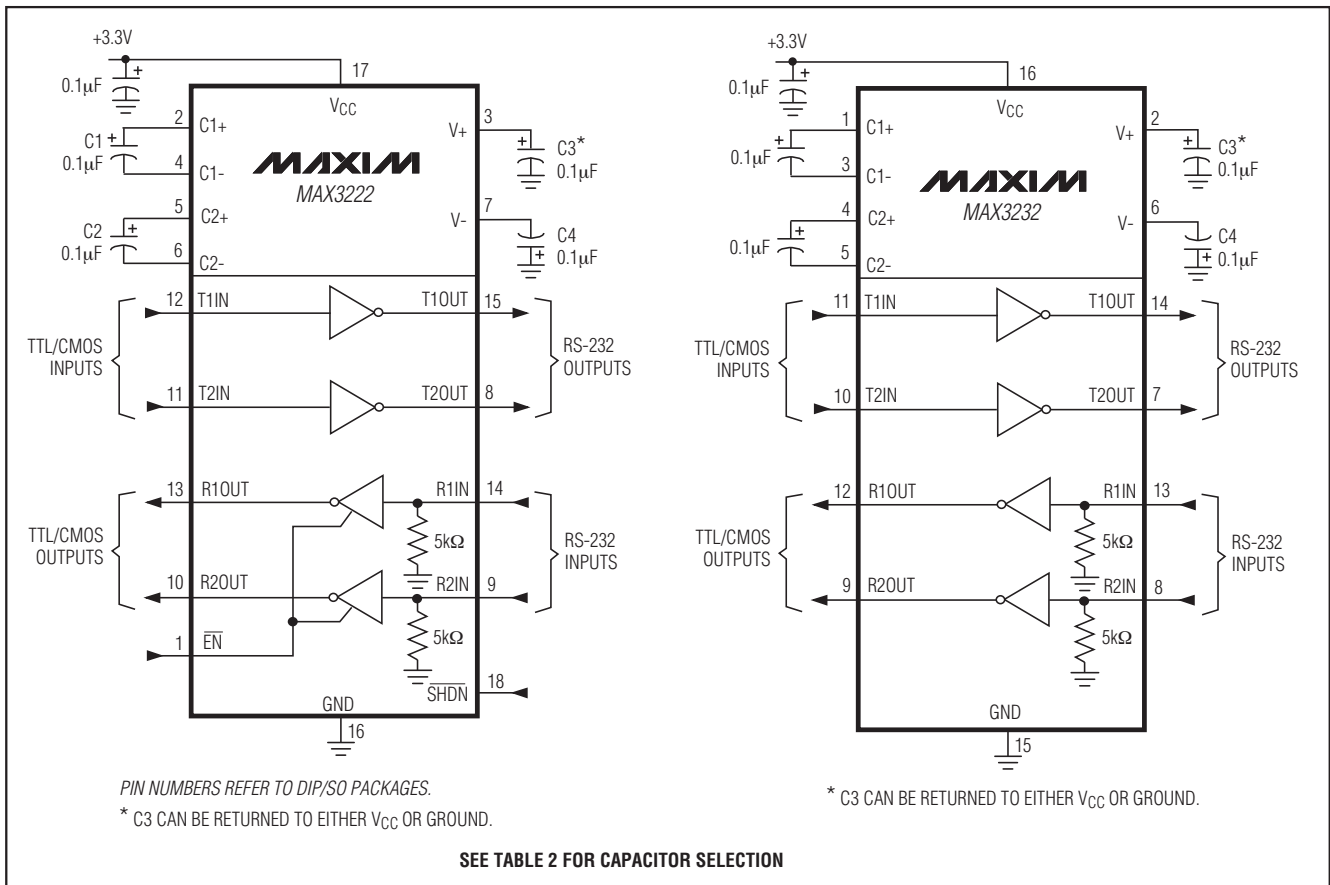 +3.3V
17
0.1μF
+
VCC
2
C1+
C1
+
0.1μF
4
C1-
5
C2+
C2
+
0.1μF
6
C2-
MAXIM
MAX3222
V+
3
+
C3*
0.1μF
V-
7
C4
+
0.1μF
12
T1IN
T1OUT
15
TTL/CMOS
INPUTS
RS-232
OUTPUTS
11
T2IN
T2OUT
8
13
R1OUT
R1IN
14
5kΩ
TTL/CMOS
OUTPUTS
RS-232
INPUTS
10
R2OUT
R2IN
9
5kΩ
1
EN
SHDN
18
GND
16
PIN NUMBERS REFER TO DIP/SO PACKAGES.
* C3 CAN BE RETURNED TO EITHER VCC OR GROUND.
+3.3V
16
0.1μF
+
VCC
1
C1+
+
0.1μF
3
C1-
4
C2+
+
0.1μF
5
C2-
MAXIM
MAX3232
V+
2
+
C3*
0.1μF
V-
6
C4
+
0.1μF
11
T1IN
T1OUT
14
TTL/CMOS
INPUTS
RS-232
OUTPUTS
10
T2IN
T2OUT
7
12
R1OUT
R1IN
13
5kΩ
TTL/CMOS
OUTPUTS
RS-232
INPUTS
9
R2OUT
R2IN
8
5kΩ
GND
15
* C3 CAN BE RETURNED TO EITHER VCC OR GROUND.
SEE TABLE 2 FOR CAPACITOR SELECTION